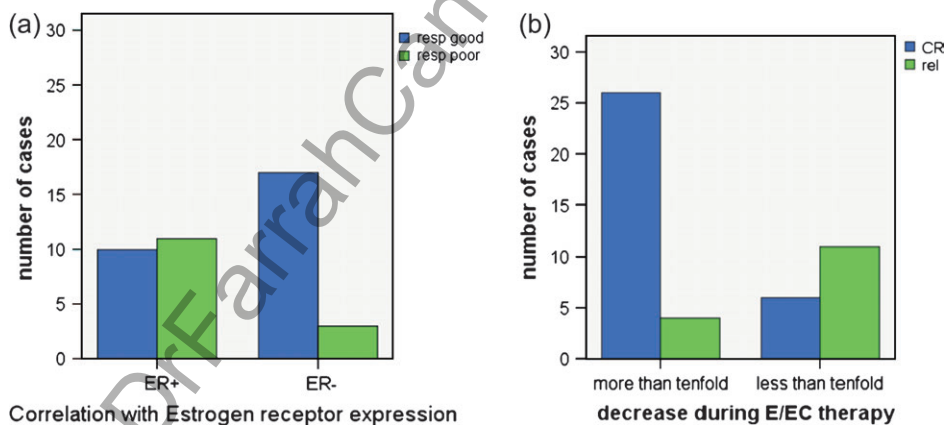 (a)
30
25
20
15
10
5
0
number of cases
resp good
resp poor
ER+
ER-
Correlation with Estrogen receptor expression
(b)
30
25
20
15
10
5
0
number of cases
CR
rel
more than tenfold
less than tenfold
decrease during E/EC therapy
DrFarrahCan